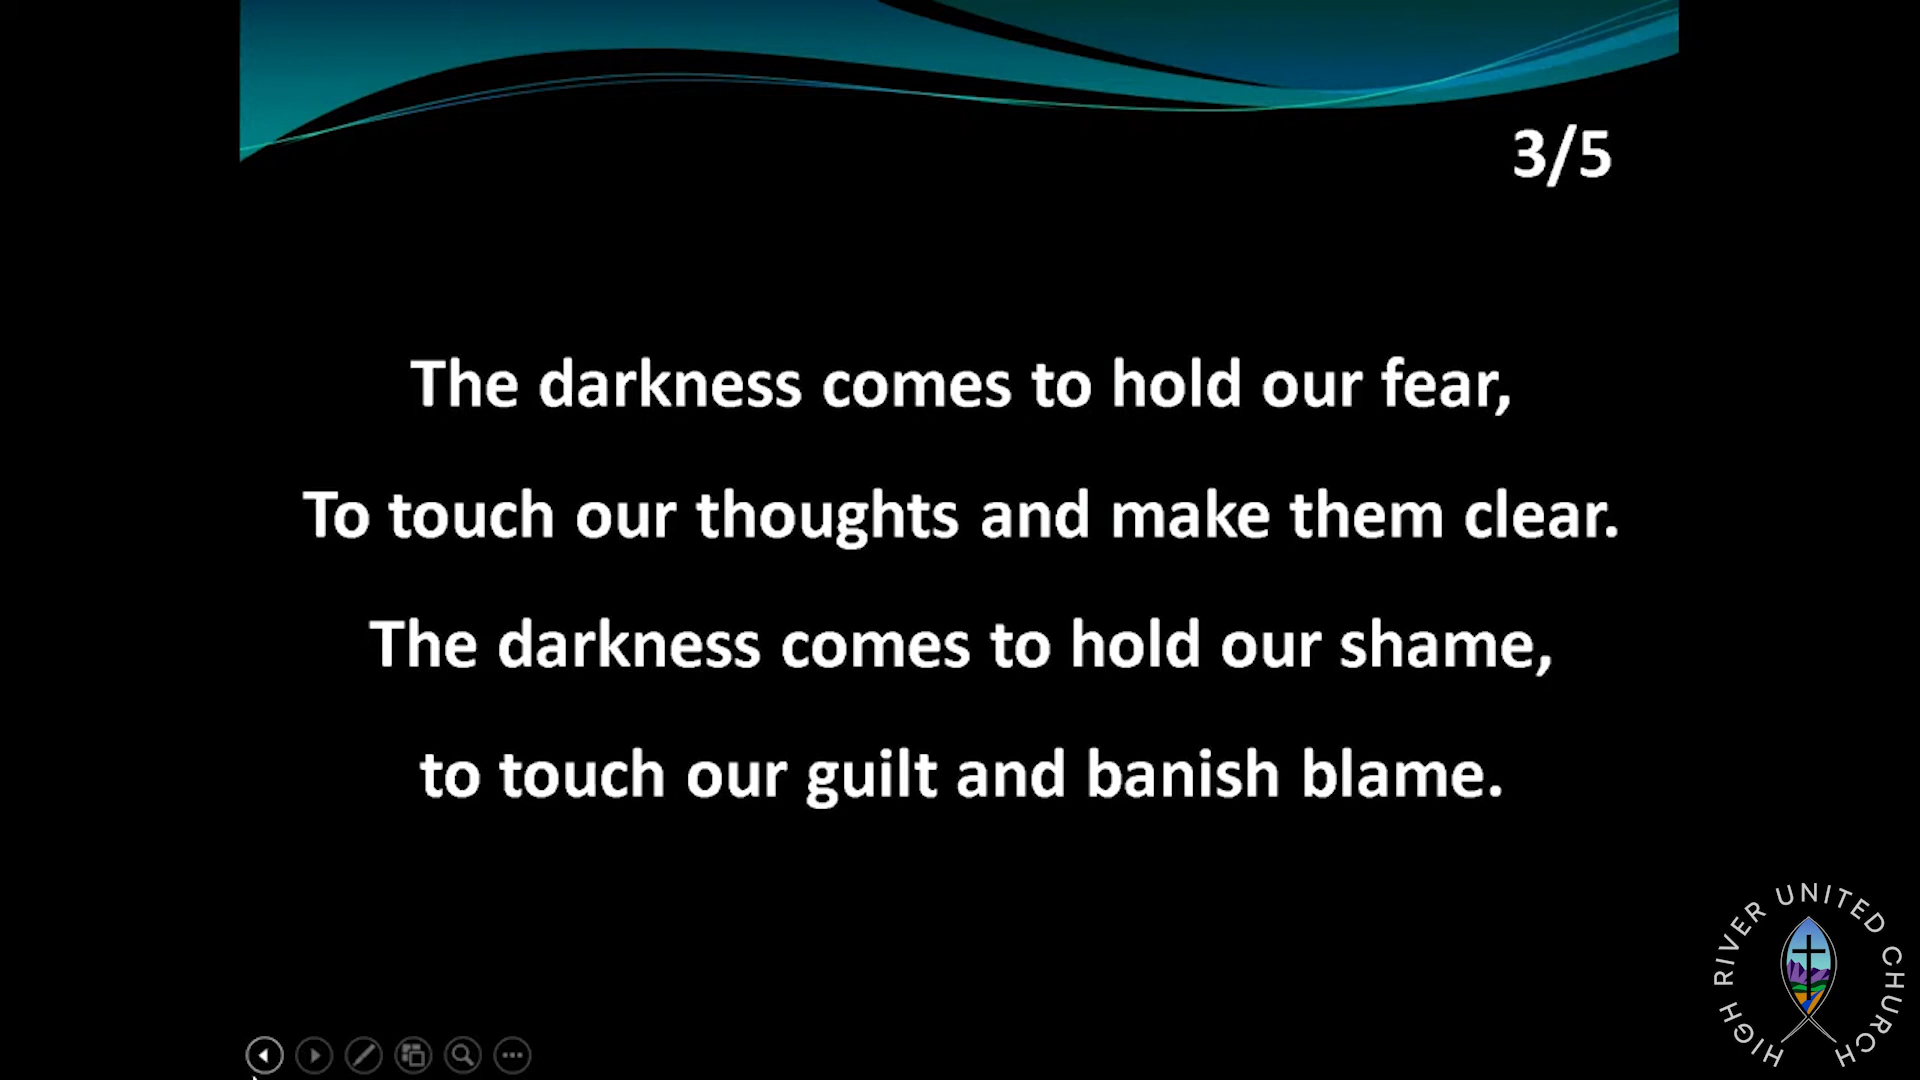 3/5
The darkness comes to hold our fear,
To touch our thoughts and make them clear.
The darkness comes to hold our shame,
to touch our guilt and banish blame.
HIGH RIVER UNITED CHURCH